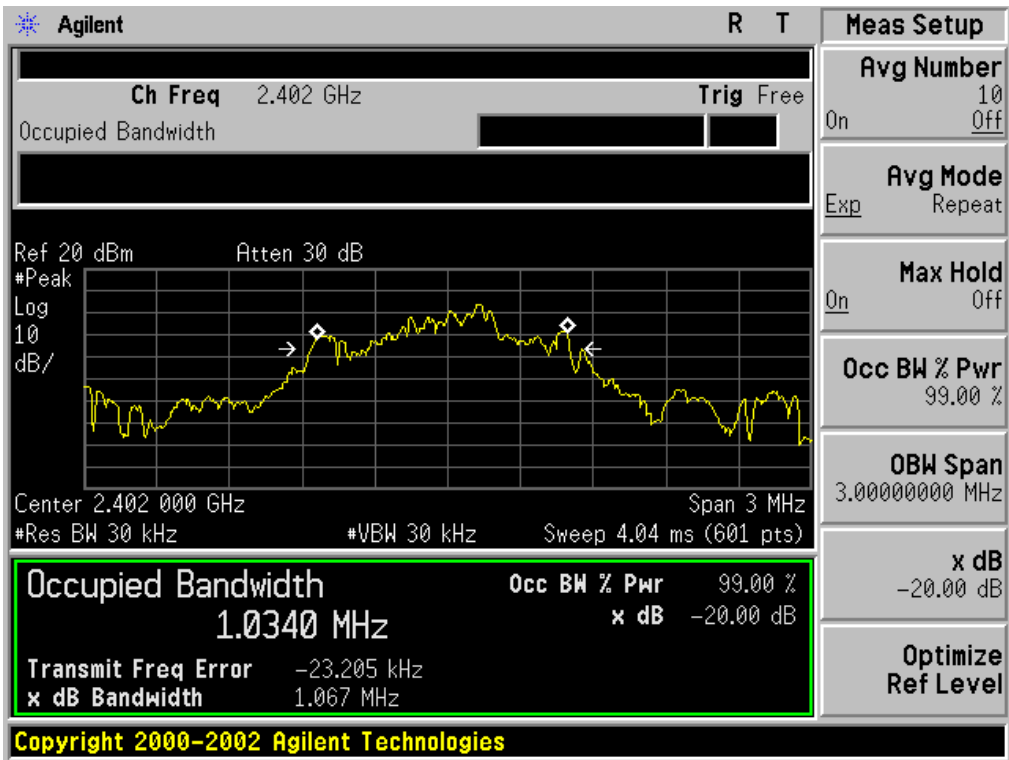 Agilent R T
Ch Freq 2.402 GHz Trig Free
Occupied Bandwidth
Ref 20 dBm Atten 30 dB
#Peak
Log
10
dB/
Center 2.402 000 GHz Span 3 MHz
#Res BW 30 kHz #VBW 30 kHz Sweep 4.04 ms (601 pts)
Occupied Bandwidth Occ BW % Pwr 99.00 %
1.0340 MHz x dB -20.00 dB
Transmit Freq Error -23.205 kHz
x dB Bandwidth 1.067 MHz
Copyright 2000-2002 Agilent Technologies
Meas Setup
Avg Number
10
On Off
Avg Mode
Exp Repeat
Max Hold
On Off
Occ BW % Pwr
99.00 %
OBW Span
3.00000000 MHz
x dB
-20.00 dB
Optimize
Ref Level